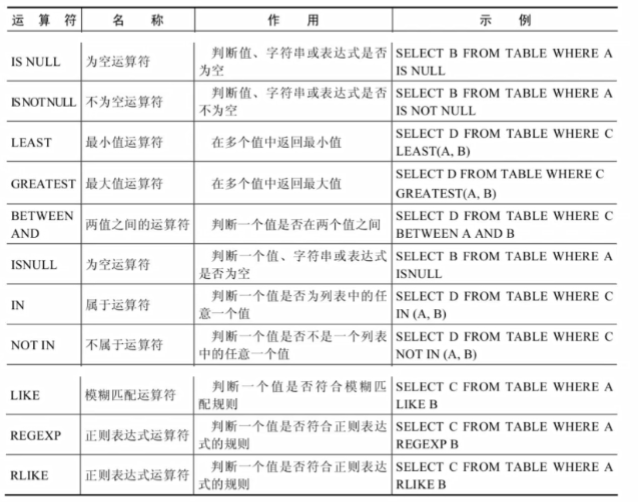 运算符 名称 作用 示例
IS NULL 为空运算符 判断值、字符串或表达式是否为空 SELECT B FROM TABLE WHERE A IS NULL
IS NOT NULL 不为空运算符 判断值、字符串或表达式是否不为空 SELECT B FROM TABLE WHERE A IS NOT NULL
LEAST 最小值运算符 在多个值中返回最小值 SELECT D FROM TABLE WHERE C LEAST(A, B)
GREATEST 最大值运算符 在多个值中返回最大值 SELECT D FROM TABLE WHERE C GREATEST(A, B)
BETWEEN AND 两值之间的运算符 判断一个值是否在两个值之间 SELECT D FROM TABLE WHERE C BETWEEN A AND B
ISNULL 为空运算符 判断一个值、字符串或表达式是否为空 SELECT B FROM TABLE WHERE A ISNULL
IN 属于运算符 判断一个值是否为列表中的任意一个值 SELECT D FROM TABLE WHERE C IN (A, B)
NOT IN 不属于运算符 判断一个值是否不是一个列表中的任意一个值 SELECT D FROM TABLE WHERE C NOT IN (A, B)
LIKE 模糊匹配运算符 判断一个值是否符合模糊匹配规则 SELECT C FROM TABLE WHERE A LIKE B
REGEXP 正则表达式运算符 判断一个值是否符合正则表达式的规则 SELECT C FROM TABLE WHERE A REGEXP B
RLIKE 正则表达式运算符 判断一个值是否符合正则表达式的规则 SELECT C FROM TABLE WHERE A RLIKE B